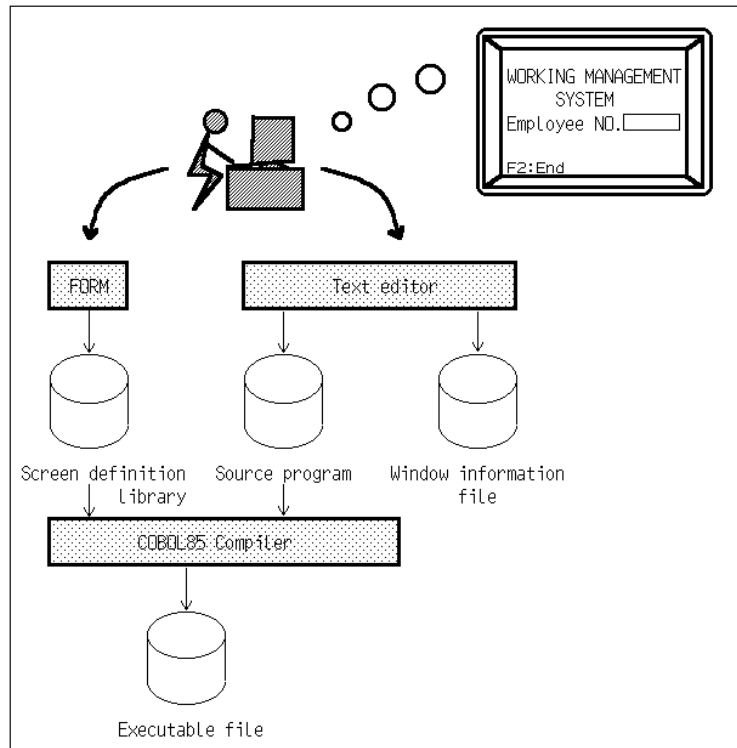 WORKING MANAGEMENT
SYSTEM
Employee NO.
F2:End
FORM
Text editor
Screen definition
library
Source program
Window information
file
COBOL85 Compiler
Executable file